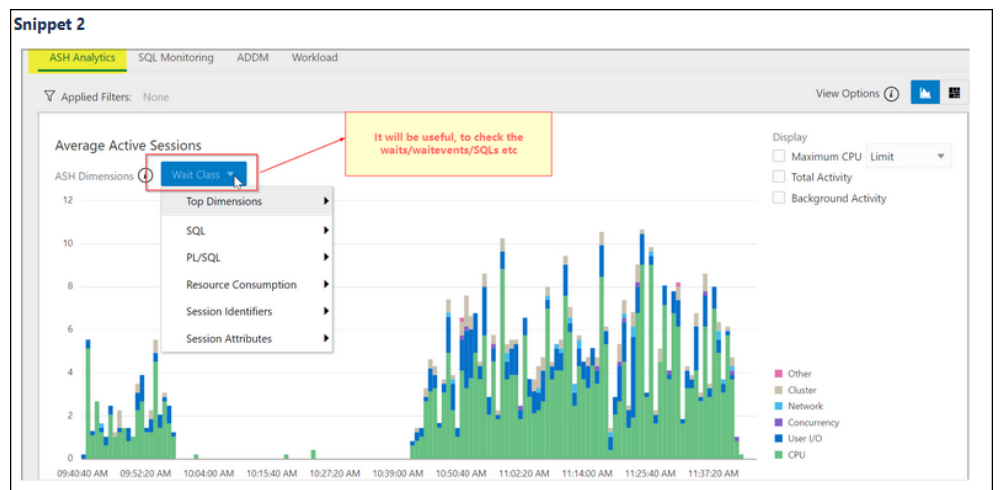 Snippet 2
ASH Analytics SQL Monitoring ADDM Workload
Applied Filters: None
View Options
Average Active Sessions
It will be useful, to check the
waits/waitevents/SQLs etc
Display
Maximum CPU Limit
Total Activity
Background Activity
ASH Dimensions Wait Class
Top Dimensions
SQL
PL/SQL
Resource Consumption
Session Identifiers
Session Attributes
12
10
8
6
4
2
0
09:40:40 AM 09:52:20 AM 10:04:00 AM 10:15:40 AM 10:27:20 AM 10:39:00 AM 10:50:40 AM 11:02:20 AM 11:14:00 AM 11:25:40 AM 11:37:20 AM
Other
Cluster
Network
Concurrency
User I/O
CPU